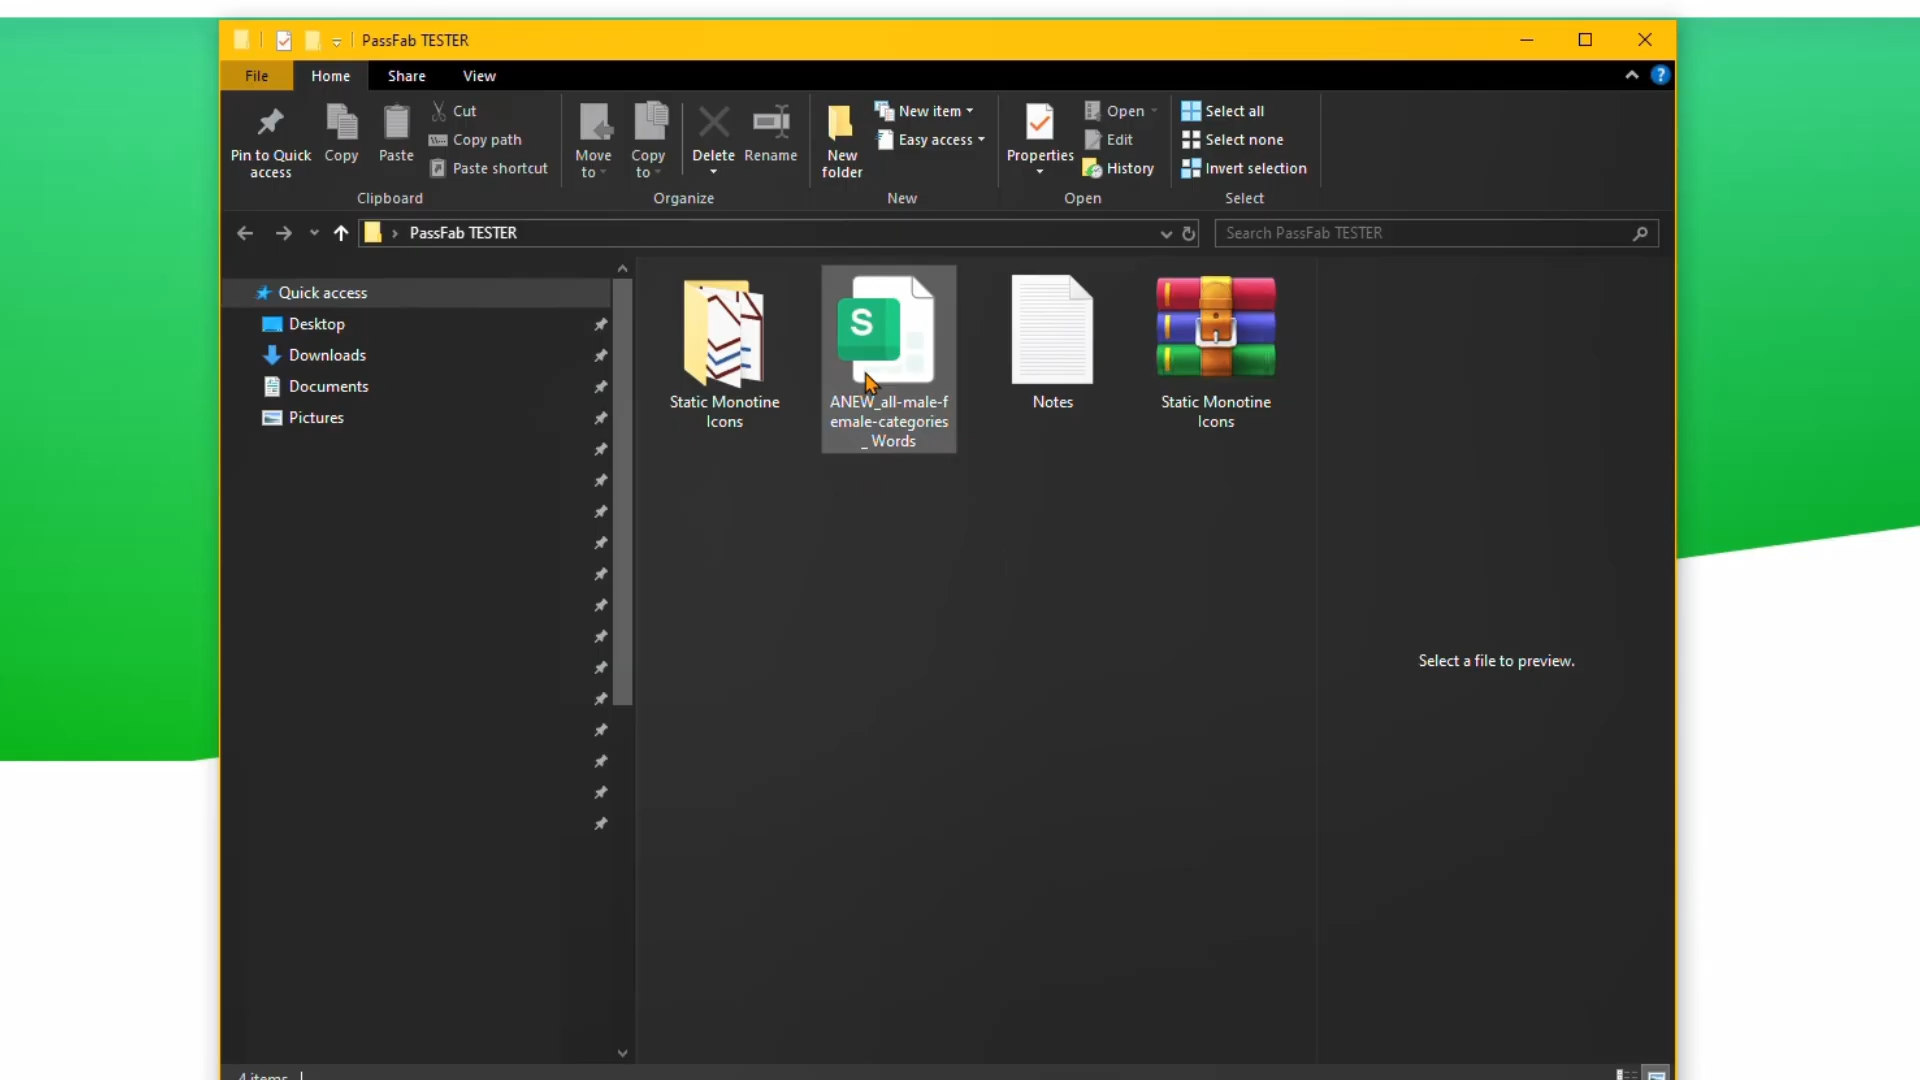 PassFab TESTER
File Home Share View
Pin to Quick access
Copy
Paste
Cut
Copy path
Paste shortcut
Clipboard
Move to
Copy to
Delete
Rename
Organize
New folder
New item
Easy access
New
Properties
Open
Edit
History
Open
Select all
Select none
Invert selection
Select
PassFab TESTER
Search PassFab TESTER
Quick access
Desktop
Downloads
Documents
Pictures
Static Monotine
Icons
S
ANEW_all-male-f
emale-categories
_ Words
Notes
Static Monotine
Icons
Select a file to preview.
4 items